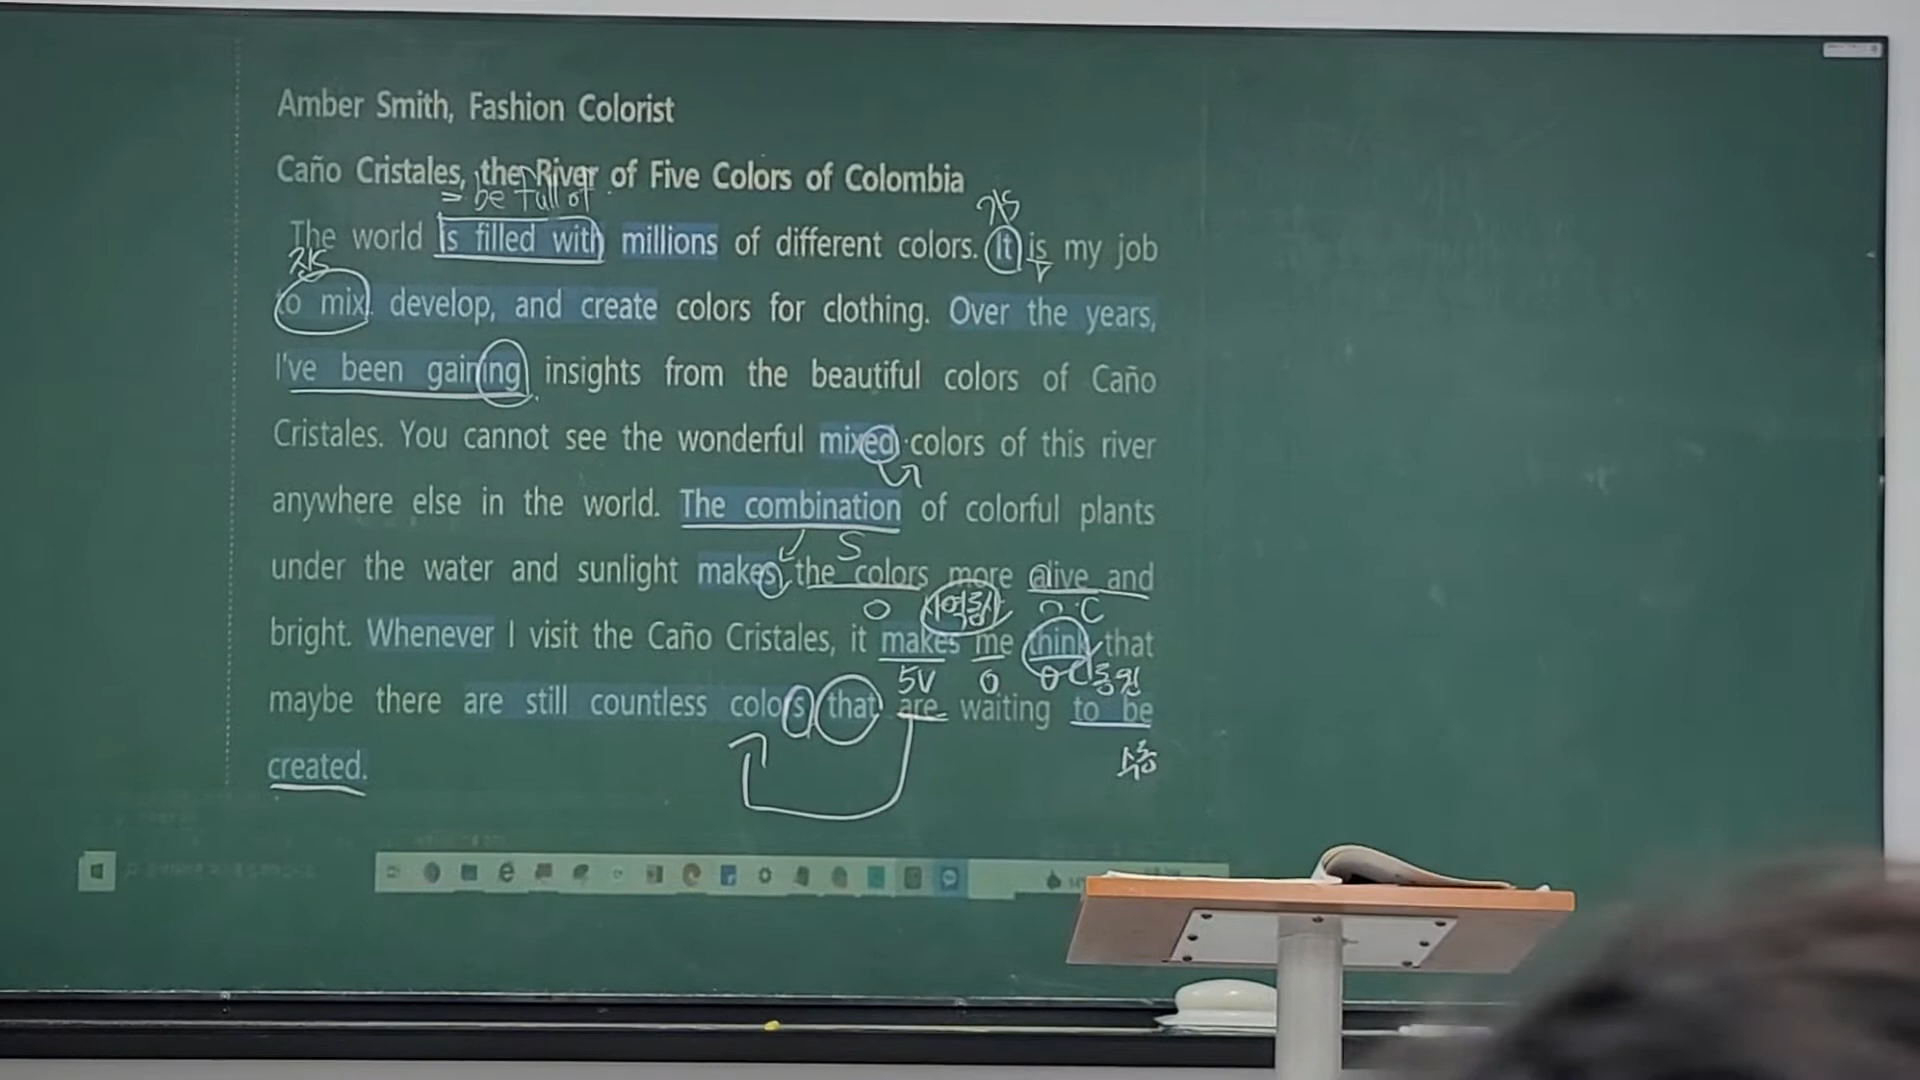 Amber Smith, Fashion Colorist
Caño Cristales, the River of Five Colors of Colombia
= be full of
가S
The world is filled with millions of different colors. It is my job
V
진S
to mix, develop, and create colors for clothing. Over the years,
I've been gaining insights from the beautiful colors of Caño
Cristales. You cannot see the wonderful mixed colors of this river
anywhere else in the world. The combination of colorful plants
S
under the water and sunlight makes the colors more alive and
O 사역동사 O.C
bright. Whenever I visit the Caño Cristales, it makes me think that
5V O OC 동원
maybe there are still countless colors that are waiting to be
created.
수동